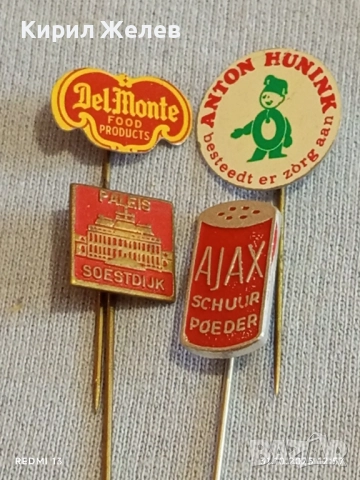 Кирил Желев
Del Monte
FOOD
PRODUCTS
ANTON HUNINK
besteedt er zorg aan
PALEIS
SOESTDIJK
AJAX
SCHUUR
POEDER
REDMI 13